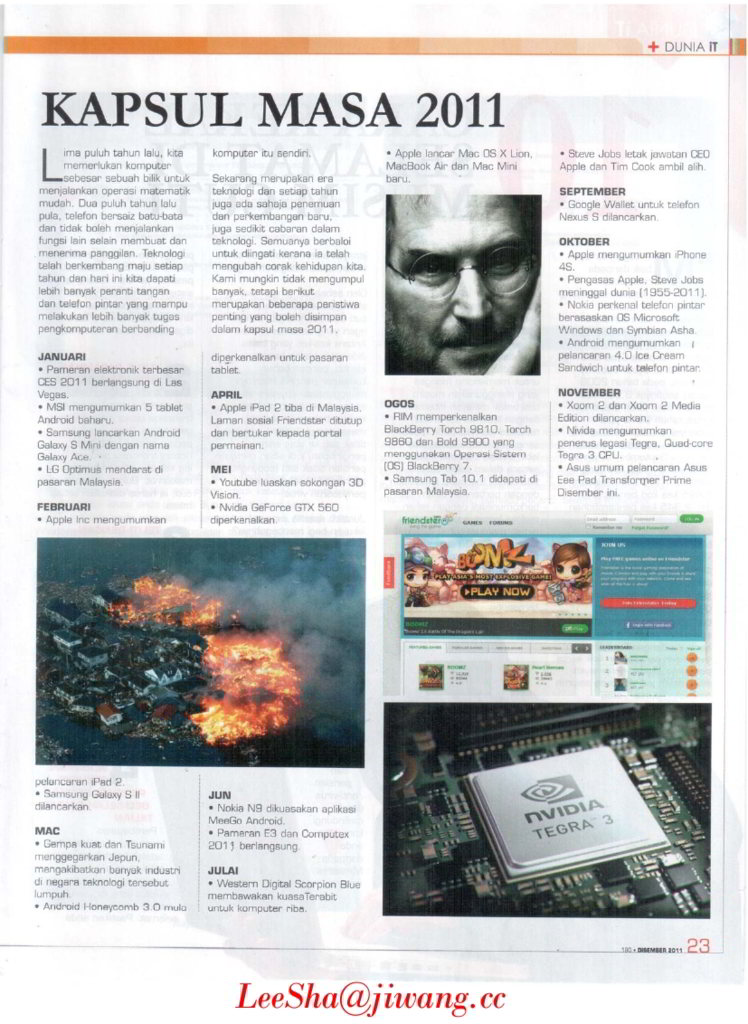 + DUNIA iT
KAPSUL MASA 2011
Lima puluh tahun lalu, kita
memerlukan komputer
sebesar sebuah bilik untuk
menjalankan operasi matematik
mudah. Dua puluh tahun lalu
pula, telefon bersaiz batu-bata
dan tidak boleh menjalankan
fungsi lain selain membuat dan
menerima panggilan. Teknologi
telah berkembang maju setiap
tahun dan hari ini kita dapati
lebih banyak peranti tangan
dan telefon pintar yang mampu
melakukan lebih banyak tugas
pengkomputeran berbanding
komputer itu sendiri.
Sekarang merupakan era
teknologi dan setiap tahun
juga ada sahaja penemuan
dan perkembangan baru,
juga sedikit cabaran dalam
teknologi. Semuanya berbaloi
untuk diingati kerana ia telah
mengubah corak kehidupan kita.
Kami mungkin tidak mengumpul
banyak, tetapi berikut
merupakan beberapa peristiwa
penting yang boleh disimpan
dalam kapsul masa 2011.
JANUARI
• Pameran elektronik terbesar
CES 2011 berlangsung di Las
Vegas.
• MSI mengumumkan 5 tablet
Android baharu.
• Samsung lancarkan Android
Galaxy S Mini dengan nama
Galaxy Ace.
• LG Optimus mendarat di
pasaran Malaysia.
FEBRUARI
• Apple Inc mengumumkan
pelancaran iPad 2.
• Samsung Galaxy S II
dilancarkan.
MAC
• Gempa kuat dan Tsunami
menggegarkan Jepun,
mengakibatkan banyak industri
di negara teknologi tersebut
lumpuh.
• Android Honeycomb 3.0 mula
diperkenalkan untuk pasaran
tablet.
APRIL
• Apple iPad 2 tiba di Malaysia.
Laman sosial Friendster ditutup
dan bertukar kepada portal
permainan.
MEI
• Youtube luaskan sokongan 3D
Vision.
• Nvidia GeForce GTX 560
diperkenalkan.
JUN
• Nokia N9 dikuasakan aplikasi
MeeGo Android.
• Pameran E3 dan Computex
2011 berlangsung.
JULAI
• Western Digital Scorpion Blue
membawakan kuasaTerabit
untuk komputer riba.
• Apple lancar Mac OS X Lion,
MacBook Air dan Mac Mini
baru.
OGOS
• RIM memperkenalkan
BlackBerry Torch 9810, Torch
9860 dan Bold 9900 yang
menggunakan Operasi Sistem
(OS) BlackBerry 7.
• Samsung Tab 10.1 didapati di
pasaran Malaysia.
• Steve Jobs letak jawatan CEO
Apple dan Tim Cook ambil alih.
SEPTEMBER
• Google Wallet untuk telefon
Nexus S dilancarkan.
OKTOBER
• Apple mengumumkan iPhone
4S.
• Pengasas Apple, Steve Jobs
meninggal dunia (1955-2011).
• Nokia perkenal telefon pintar
berasaskan OS Microsoft
Windows dan Symbian Asha.
• Android mengumumkan
pelancaran 4.0 Ice Cream
Sandwich untuk telefon pintar.
NOVEMBER
• Xoom 2 dan Xoom 2 Media
Edition dilancarkan.
• Nvidia mengumumkan
penerus legasi Tegra, Quad-core
Tegra 3 CPU.
• Asus umum pelancaran Asus
Eee Pad Transformer Prime
Disember ini.
friendster
GAMES FORUMS
Email address
Password
Remember me
Forgot Password?
Feedback
BOOMZ
PLAY ASIA'S MOST EXPLOSIVE GAME!
PLAY NOW
JOIN US
Play FREE games online on Friendster
Login with Facebook
BOOMZ
LEADERBOARD
BOOMZ
NVIDIA
TEGRA 3
190 • DISEMBER 2011 23
LeeSha@jiwang.cc